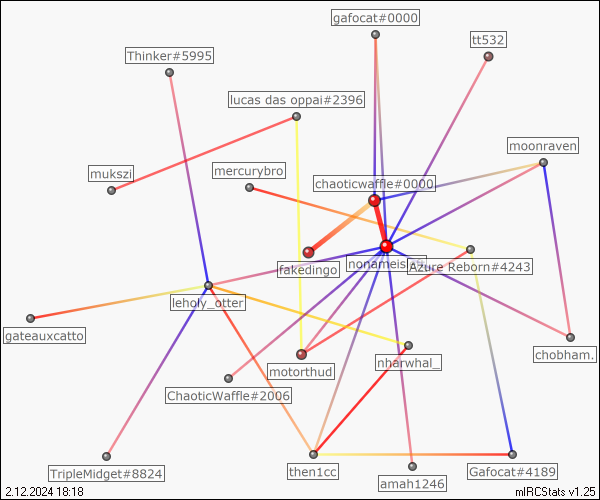 gafocat#0000
tt532
Thinker#5995
lucas das oppai#2396
moonraven
mukszi
mercurybro
chaoticwaffle#0000
fakedingo
nonameis
Azure Reborn#4243
leholy_otter
gateauxcatto
chobham.
nharwhal_
motorthud
ChaoticWaffle#2006
TripleMidget#8824
then1cc
amah1246
Gafocat#4189
2.12.2024 18:18
mIRCStats v1.25